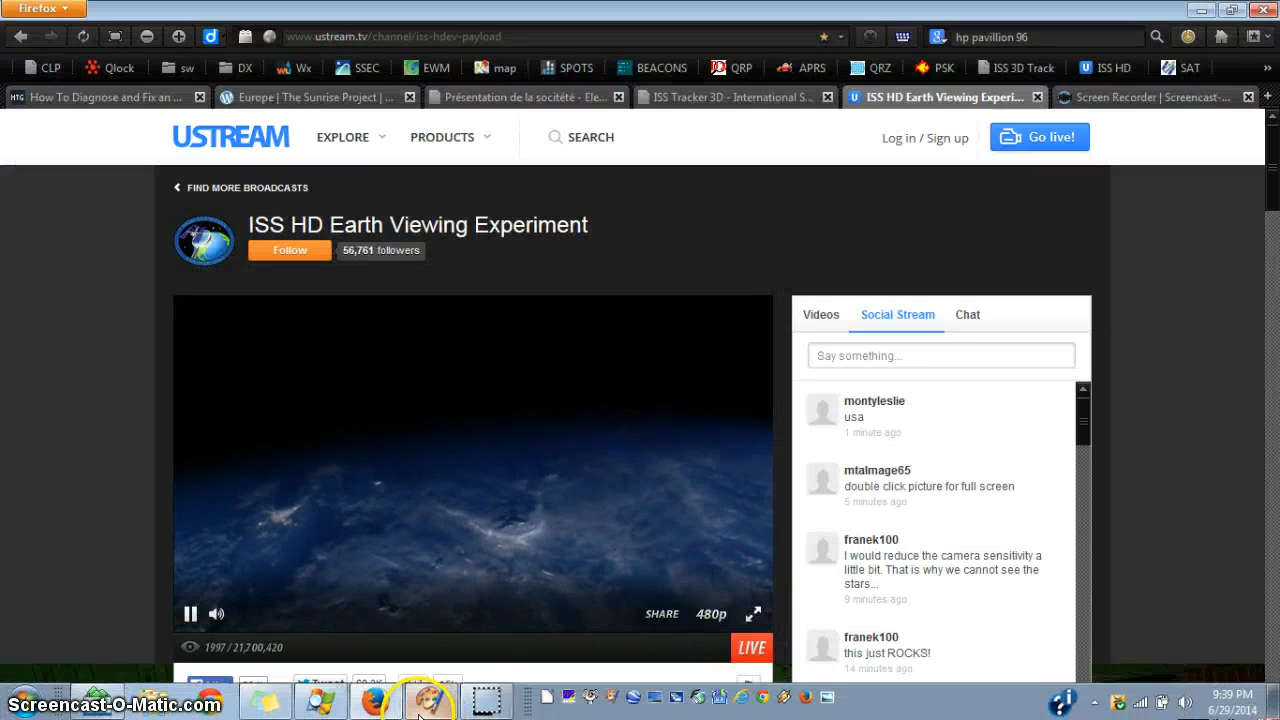 Firefox
www.ustream.tv/channel/iss-hdev-payload
hp pavillion 96
CLP Qlock sw DX Wx SSEC EWM map SPOTS BEACONS QRP APRS QRZ PSK ISS 3D Track ISS HD SAT »
How To Diagnose and Fix an ... Europe | The Sunrise Project | ... Présentation de la socitété - Ele... ISS Tracker 3D - International S... ISS HD Earth Viewing Experi... Screen Recorder | Screencast-...
USTREAM EXPLORE PRODUCTS SEARCH Log in / Sign up Go live!
FIND MORE BROADCASTS
ISS HD Earth Viewing Experiment
Follow 56,761 followers
Videos Social Stream Chat
Say something...
montyleslie
usa
1 minute ago
mtalmage65
double click picture for full screen
5 minutes ago
franek100
I would reduce the camera sensitivity a
little bit. That is why we cannot see the
stars...
9 minutes ago
franek100
this just ROCKS!
14 minutes ago
SHARE 480p
1997 / 21,700,420 LIVE
Screencast-O-Matic.com
9:39 PM
6/29/2014